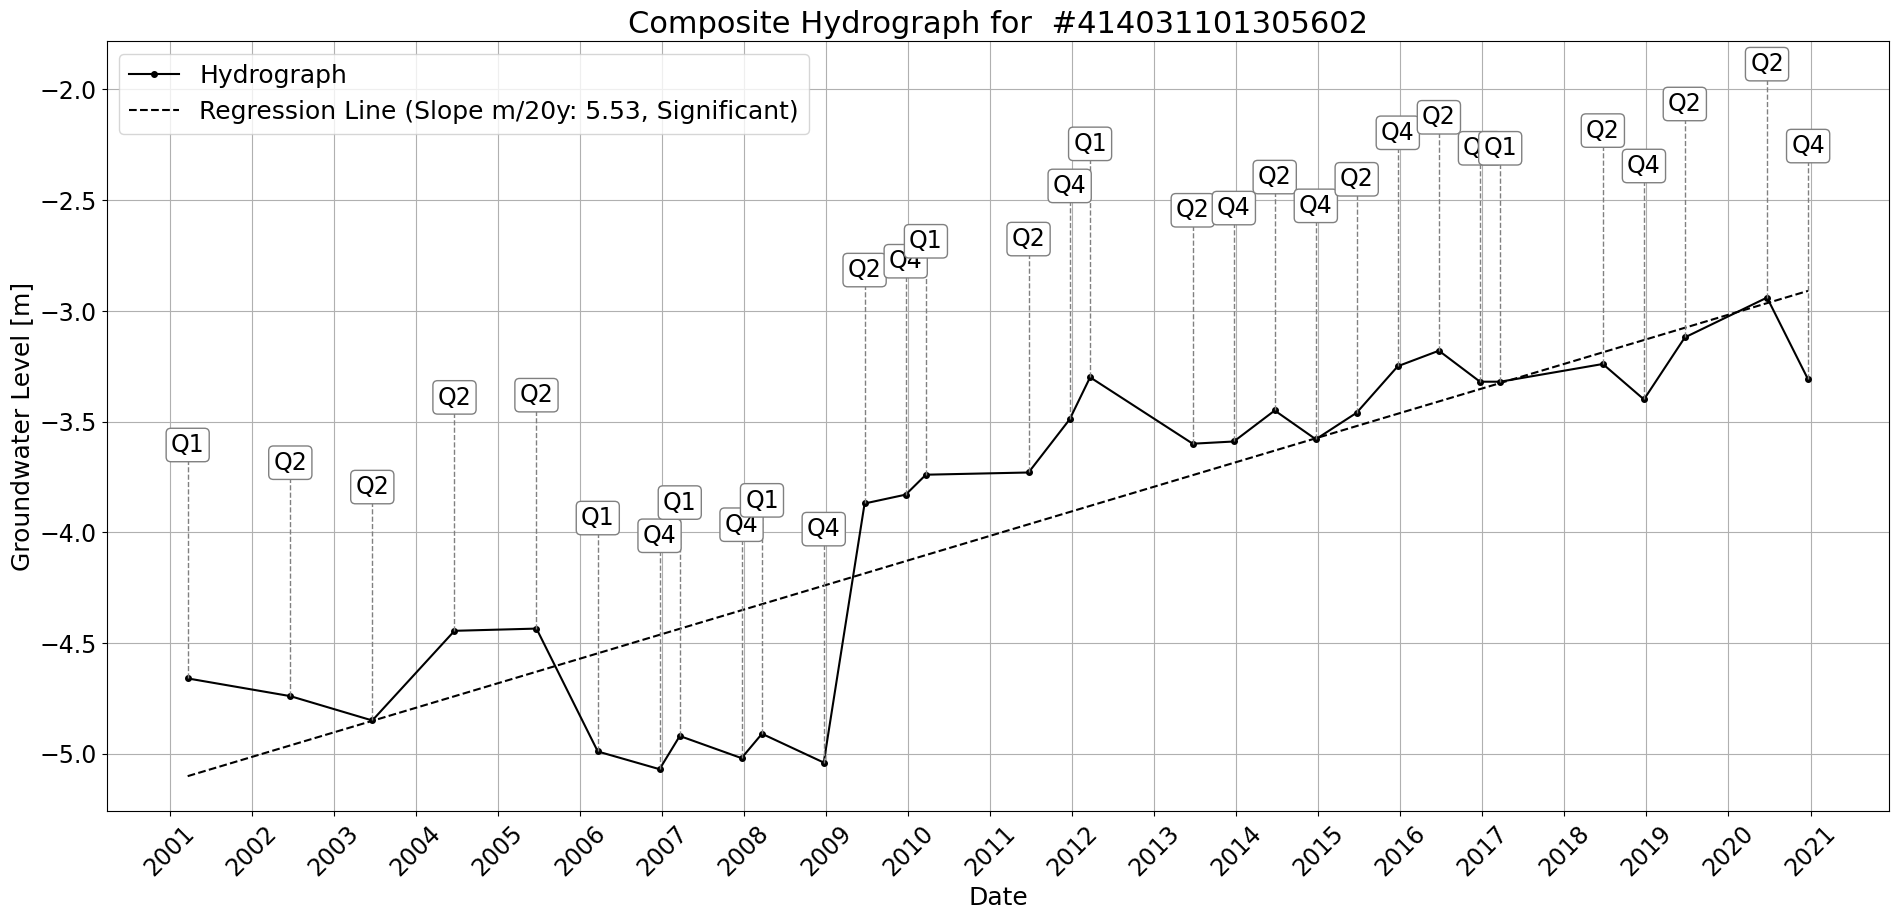 Composite Hydrograph for  #414031101305602
Hydrograph
Regression Line (Slope m/20y: 5.53, Significant)
Groundwater Level [m]
−2.0
−2.5
−3.0
−3.5
−4.0
−4.5
−5.0
Q1
Q2
Q2
Q2
Q2
Q1
Q4
Q1
Q4
Q1
Q4
Q2
Q4
Q1
Q2
Q4
Q1
Q2
Q4
Q2
Q4
Q2
Q4
Q2
Q
Q1
Q2
Q4
Q2
Q2
Q4
2001
2002
2003
2004
2005
2006
2007
2008
2009
2010
2011
2012
2013
2014
2015
2016
2017
2018
2019
2020
2021
Date